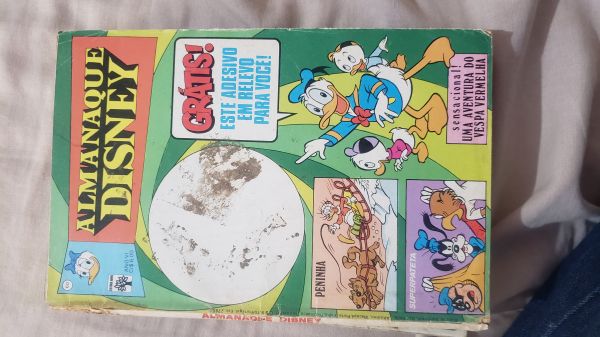 ALMANAQUE
DISNEY
GRÁTIS!
ESTE ADESIVO
EM RELEVO
PARA VOCÊ!
sensacional!
UMA AVENTURA DO
VESPA VERMELHA
PENINHA
SUPERPATETA
ALMANAQUE DISNEY